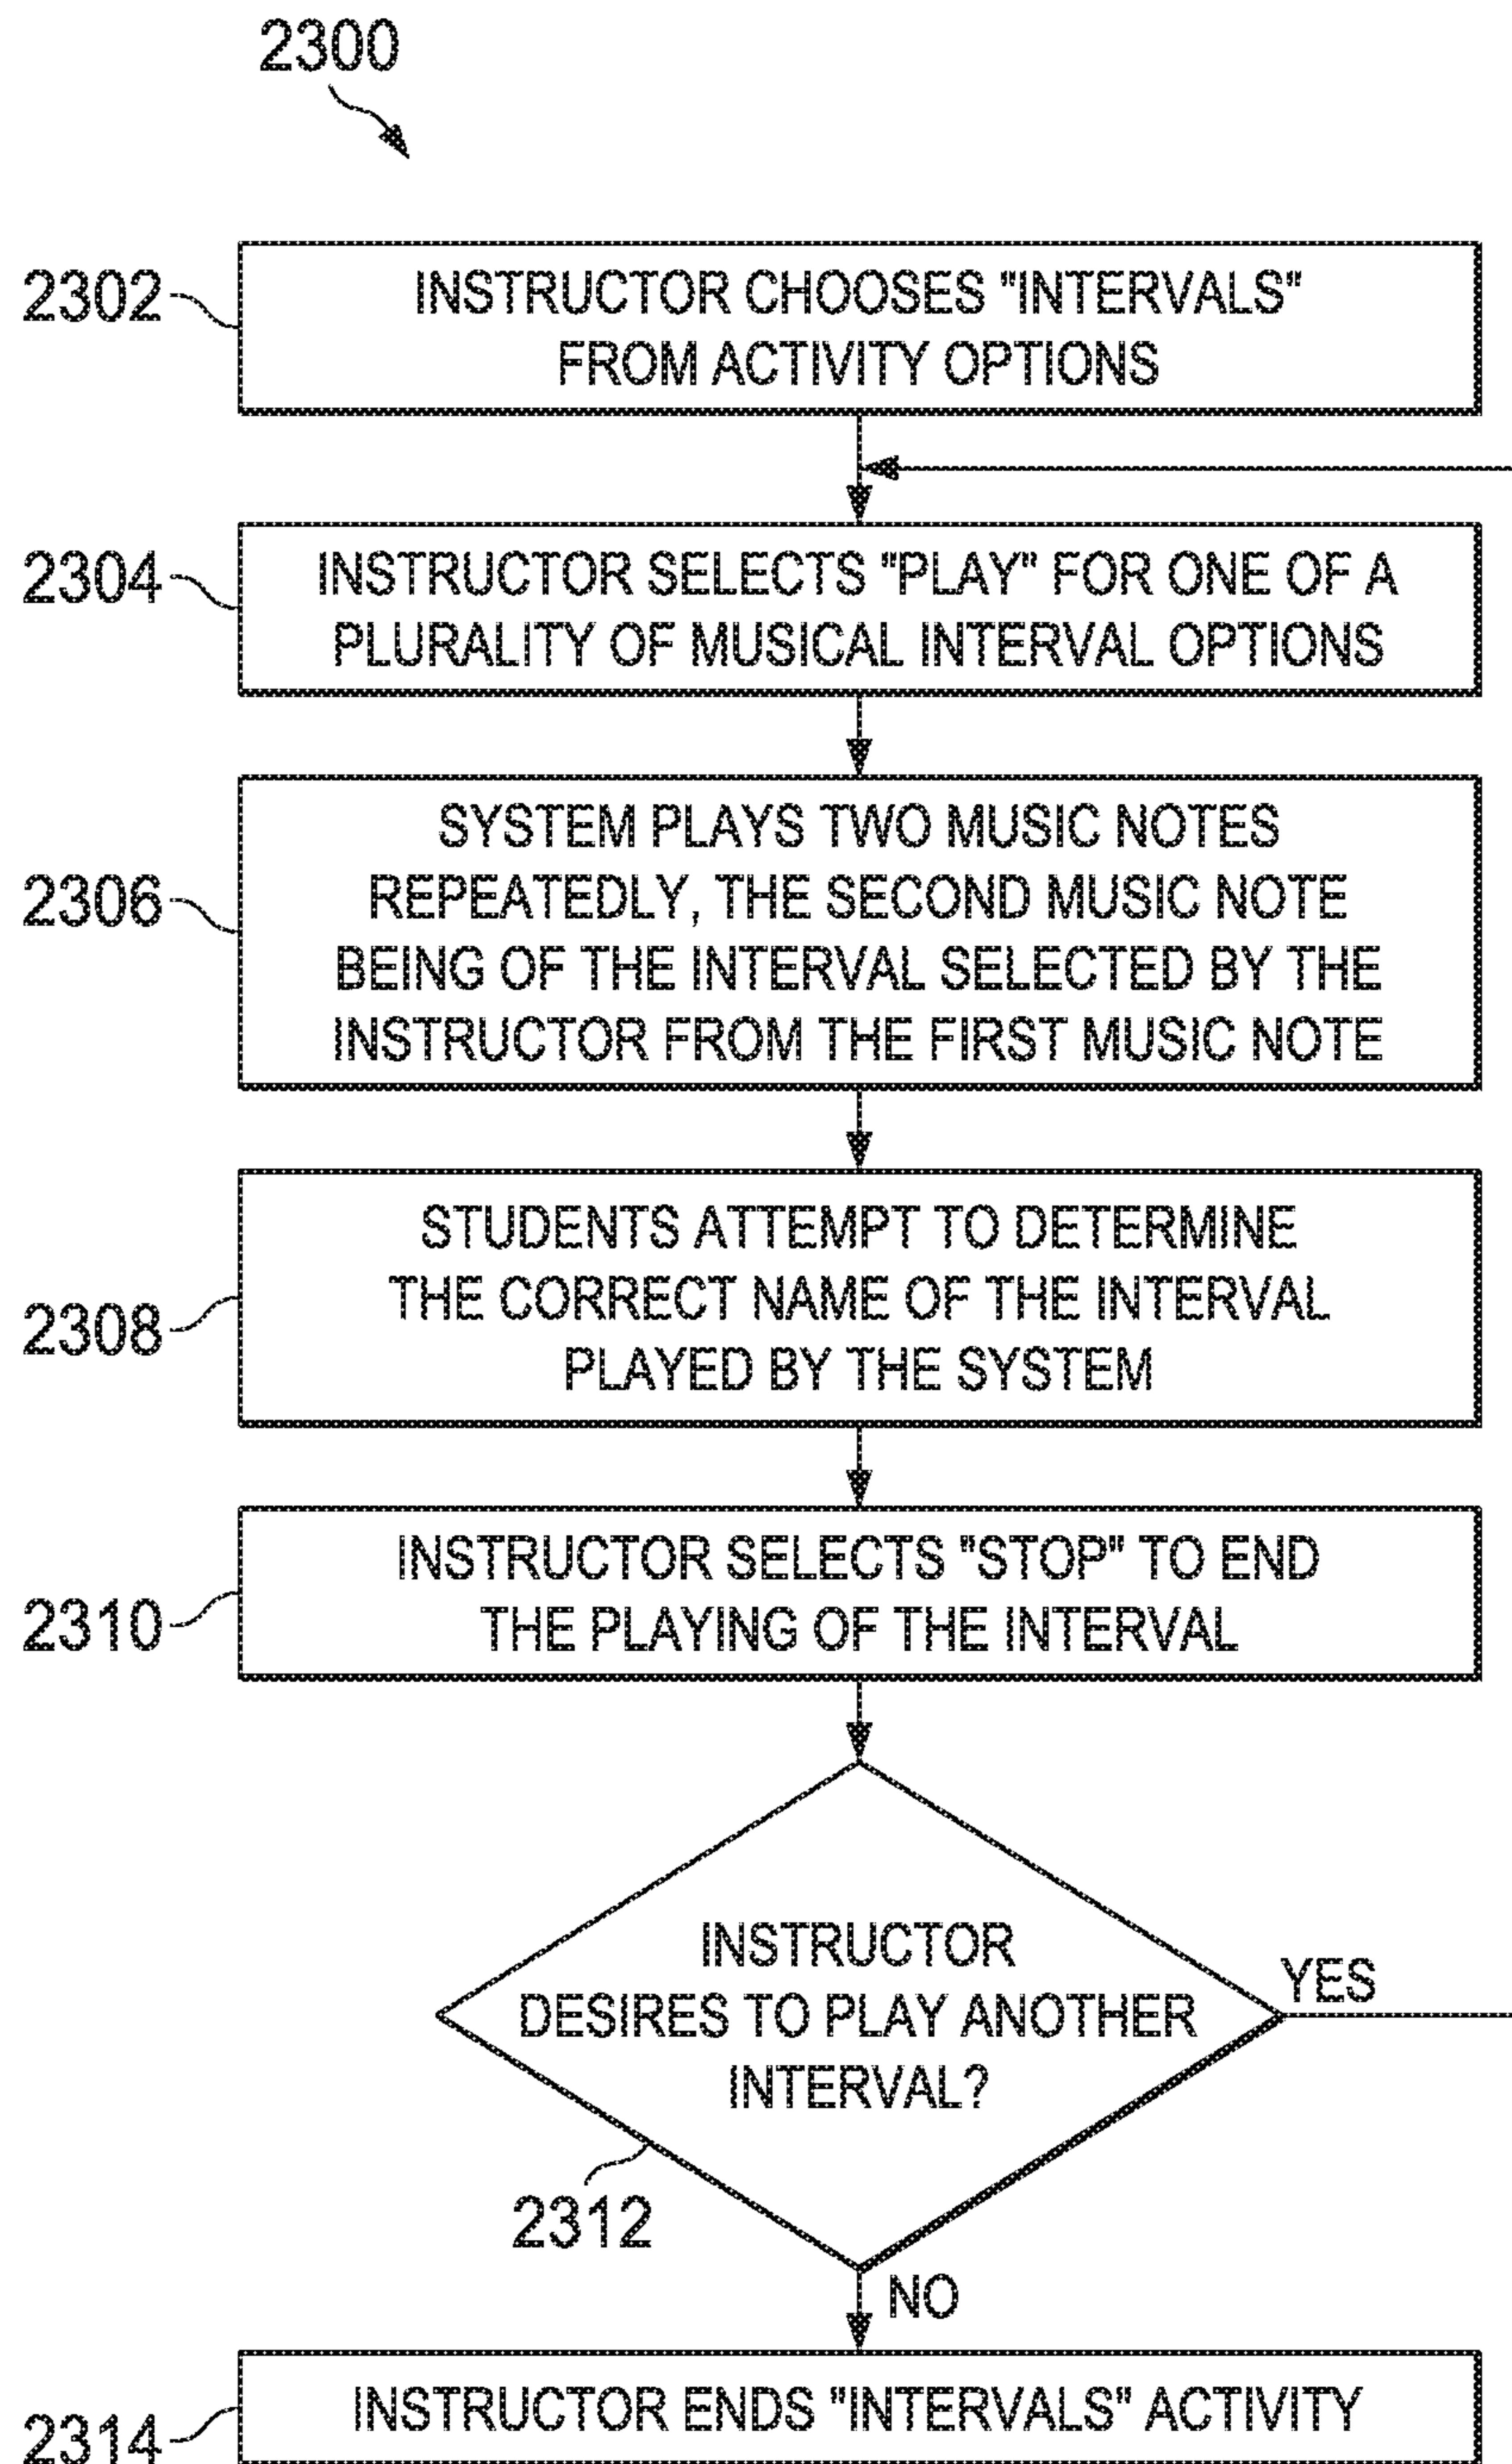 2300
2302
INSTRUCTOR CHOOSES "INTERVALS"
FROM ACTIVITY OPTIONS
2304
INSTRUCTOR SELECTS "PLAY" FOR ONE OF A
PLURALITY OF MUSICAL INTERVAL OPTIONS
2306
SYSTEM PLAYS TWO MUSIC NOTES
REPEATEDLY, THE SECOND MUSIC NOTE
BEING OF THE INTERVAL SELECTED BY THE
INSTRUCTOR FROM THE FIRST MUSIC NOTE
2308
STUDENTS ATTEMPT TO DETERMINE
THE CORRECT NAME OF THE INTERVAL
PLAYED BY THE SYSTEM
2310
INSTRUCTOR SELECTS "STOP" TO END
THE PLAYING OF THE INTERVAL
INSTRUCTOR
DESIRES TO PLAY ANOTHER
INTERVAL?
YES
2312
NO
2314
INSTRUCTOR ENDS "INTERVALS" ACTIVITY